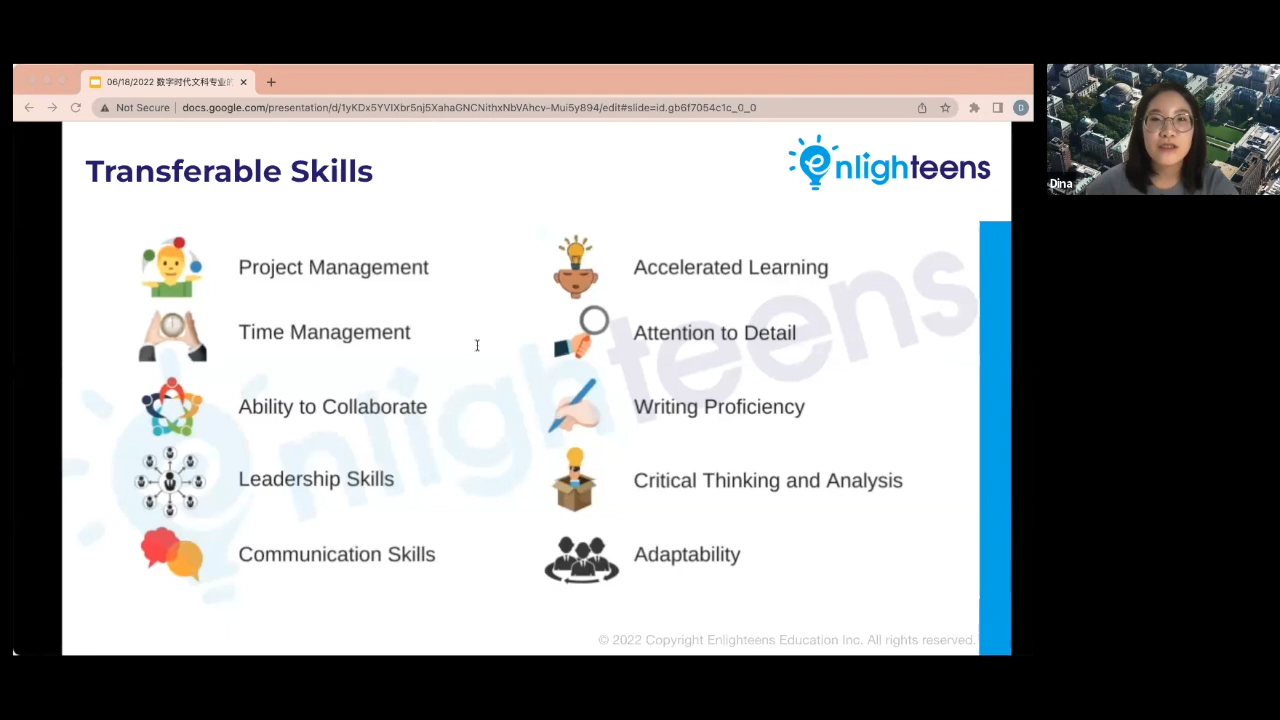 06/18/2022 数字时代文科专业的
Not Secure
docs.google.com/presentation/d/1yKDx5YVIXbr5nj5XahaGNCNithxNbVAhcv-Mui5y894/edit#slide=id.gb6f7054c1c_0_0
D
Transferable Skills
enlighteens
Dina
Project Management
Accelerated Learning
Time Management
Attention to Detail
Ability to Collaborate
Writing Proficiency
Leadership Skills
Critical Thinking and Analysis
Communication Skills
Adaptability
enlighteens
© 2022 Copyright Enlighteens Education Inc. All rights reserved.